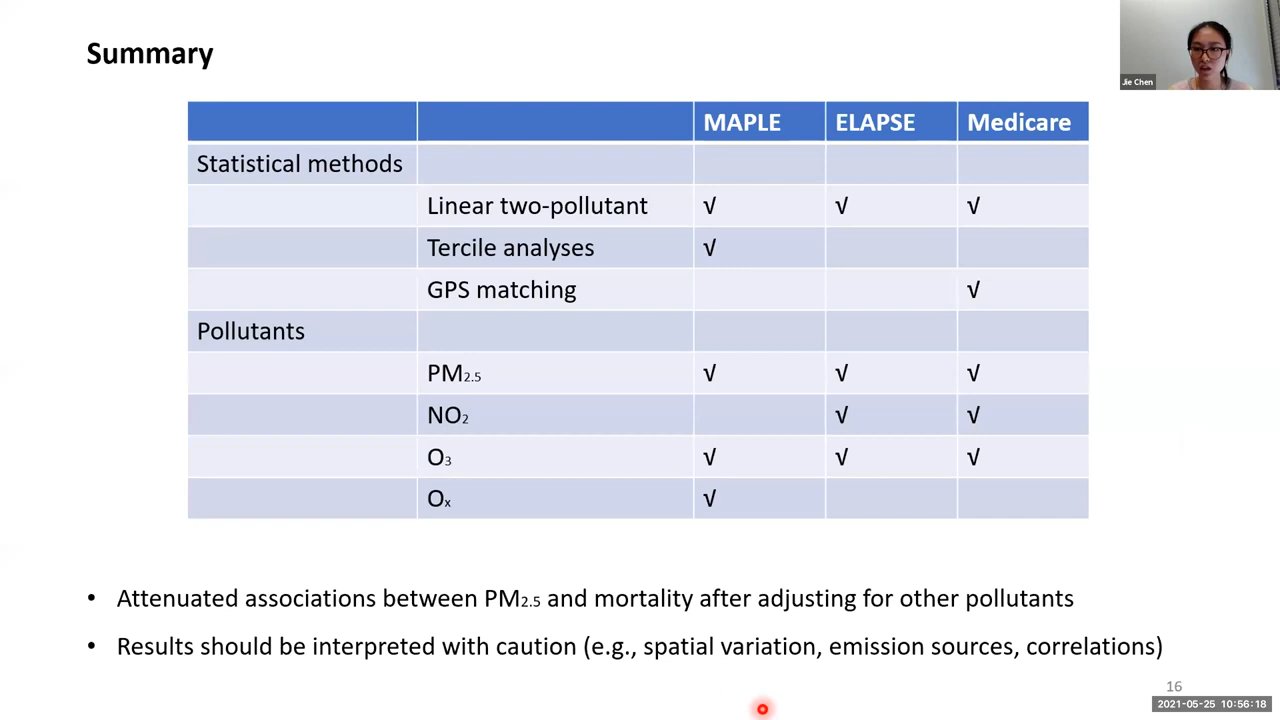 Summary
Jie Chen
MAPLE ELAPSE Medicare
Statistical methods
Linear two-pollutant √ √ √
Tercile analyses √
GPS matching √
Pollutants
PM2.5 √ √ √
NO2 √ √
O3 √ √ √
Ox √
• Attenuated associations between PM2.5 and mortality after adjusting for other pollutants
• Results should be interpreted with caution (e.g., spatial variation, emission sources, correlations)
16
2021-05-25 10:56:18